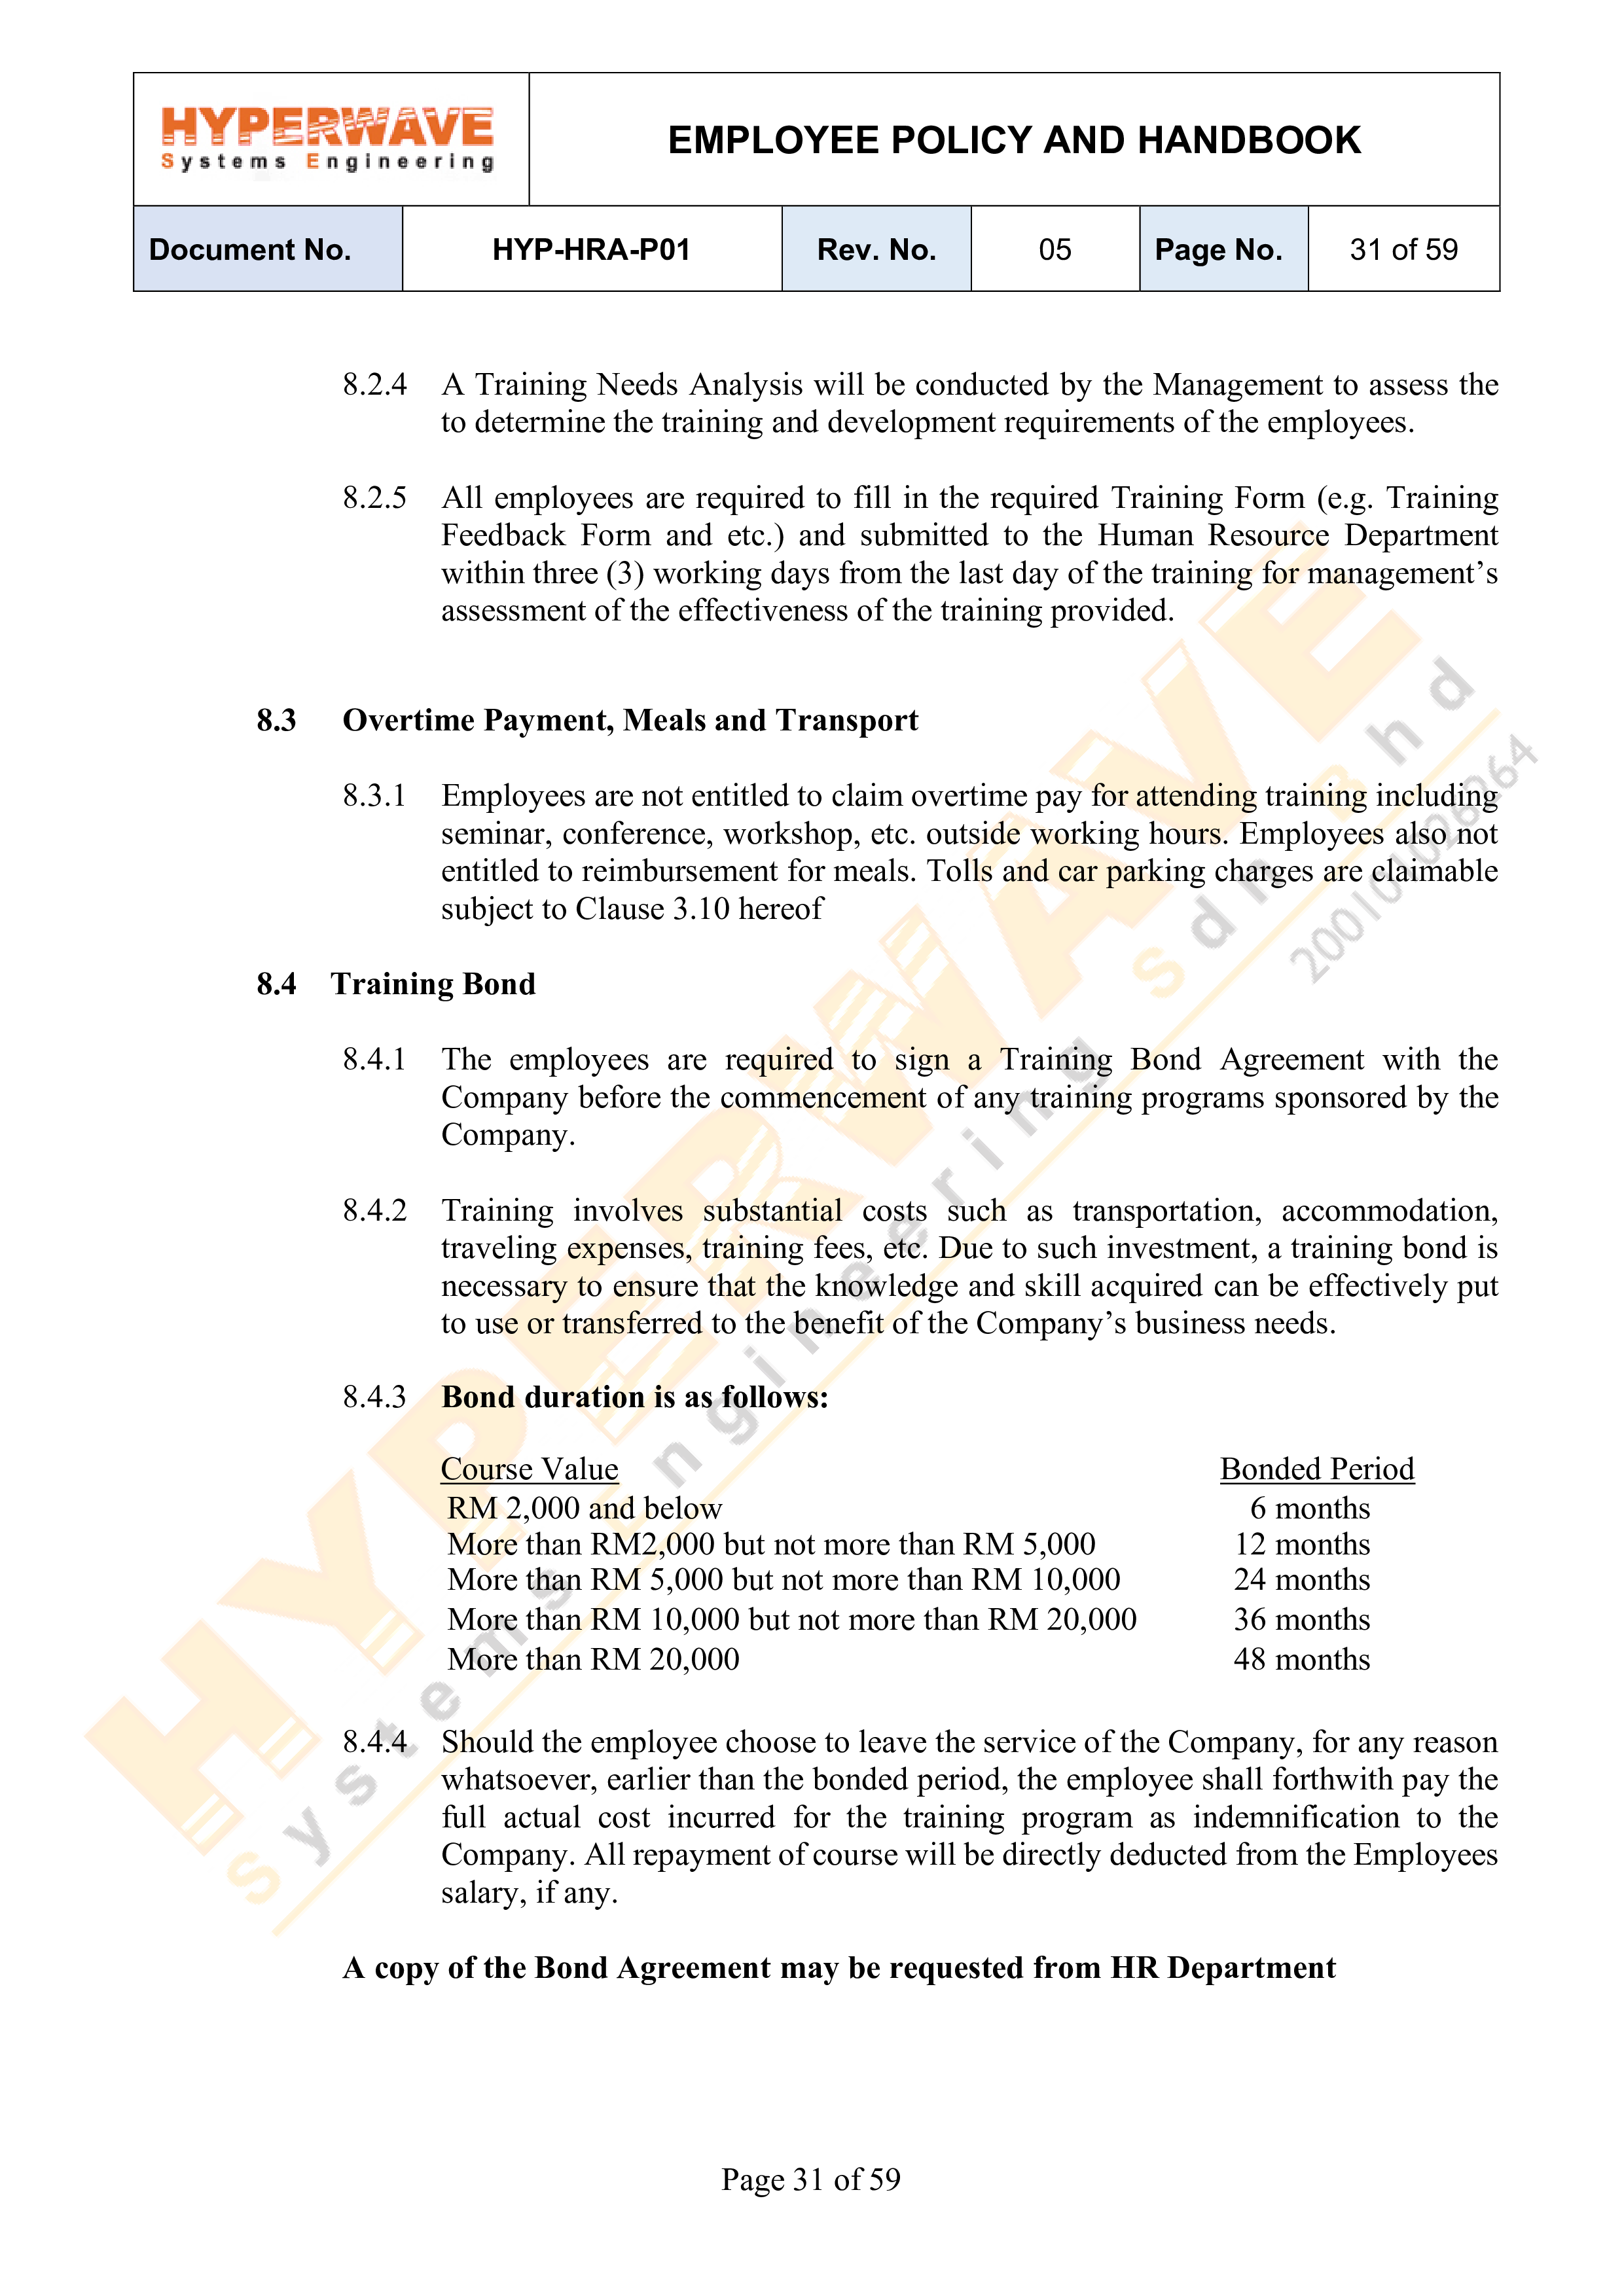 HYPERWAVE
Systems Engineering
EMPLOYEE POLICY AND HANDBOOK
Document No. HYP-HRA-P01 Rev. No. 05 Page No. 31 of 59
8.2.4 A Training Needs Analysis will be conducted by the Management to assess the
to determine the training and development requirements of the employees.
8.2.5 All employees are required to fill in the required Training Form (e.g. Training
Feedback Form and etc.) and submitted to the Human Resource Department
within three (3) working days from the last day of the training for management’s
assessment of the effectiveness of the training provided.
8.3 Overtime Payment, Meals and Transport
8.3.1 Employees are not entitled to claim overtime pay for attending training including
seminar, conference, workshop, etc. outside working hours. Employees also not
entitled to reimbursement for meals. Tolls and car parking charges are claimable
subject to Clause 3.10 hereof
8.4 Training Bond
8.4.1 The employees are required to sign a Training Bond Agreement with the
Company before the commencement of any training programs sponsored by the
Company.
8.4.2 Training involves substantial costs such as transportation, accommodation,
traveling expenses, training fees, etc. Due to such investment, a training bond is
necessary to ensure that the knowledge and skill acquired can be effectively put
to use or transferred to the benefit of the Company’s business needs.
8.4.3 Bond duration is as follows:
Course Value Bonded Period
RM 2,000 and below 6 months
More than RM2,000 but not more than RM 5,000 12 months
More than RM 5,000 but not more than RM 10,000 24 months
More than RM 10,000 but not more than RM 20,000 36 months
More than RM 20,000 48 months
8.4.4 Should the employee choose to leave the service of the Company, for any reason
whatsoever, earlier than the bonded period, the employee shall forthwith pay the
full actual cost incurred for the training program as indemnification to the
Company. All repayment of course will be directly deducted from the Employees
salary, if any.
A copy of the Bond Agreement may be requested from HR Department
Page 31 of 59
HYPERWAVE
Systems Engineering Sdn Bhd
200101026264